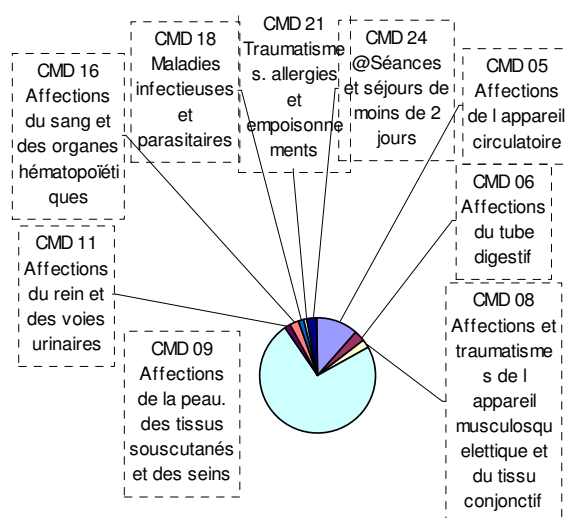 CMD 16
Affections
du sang et
des organes
hématopoïéti
ques
CMD 18
Maladies
infectieuses
et
parasitaires
CMD 21
Traumatisme
s. allergies
et
empoisonne
ments
CMD 24
@Séances
et séjours de
moins de 2
jours
CMD 05
Affections
de l appareil
circulatoire
CMD 06
Affections
du tube
digestif
CMD 11
Affections
du rein et
des voies
urinaires
CMD 09
Affections
de la peau.
des tissus
souscutanés
et des seins
CMD 08
Affections et
traumatisme
s de l
appareil
musculosqu
elettique et
du tissu
conjonctif